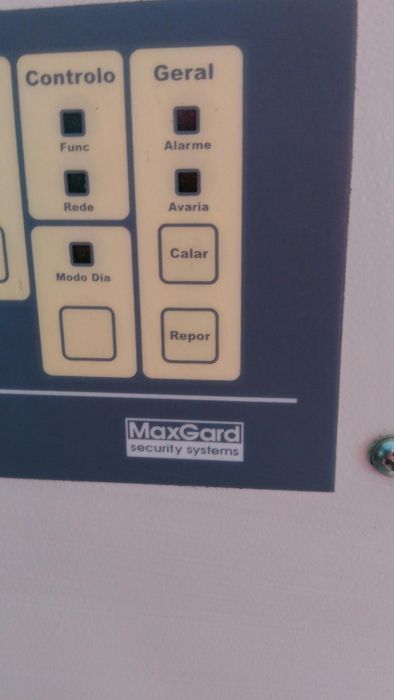 Controlo
Func
Rede
Modo Dia
Geral
Alarme
Avaria
Calar
Repor
MaxGard
security systems